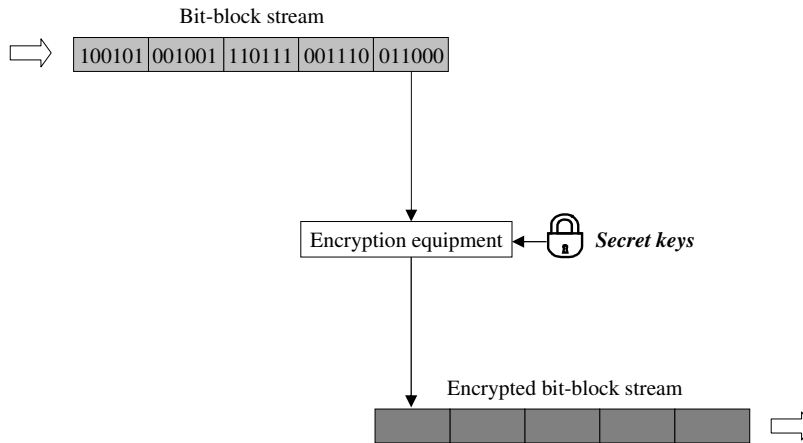 Bit-block stream
100101 001001 110111 001110 011000
Encryption equipment
Secret keys
Encrypted bit-block stream